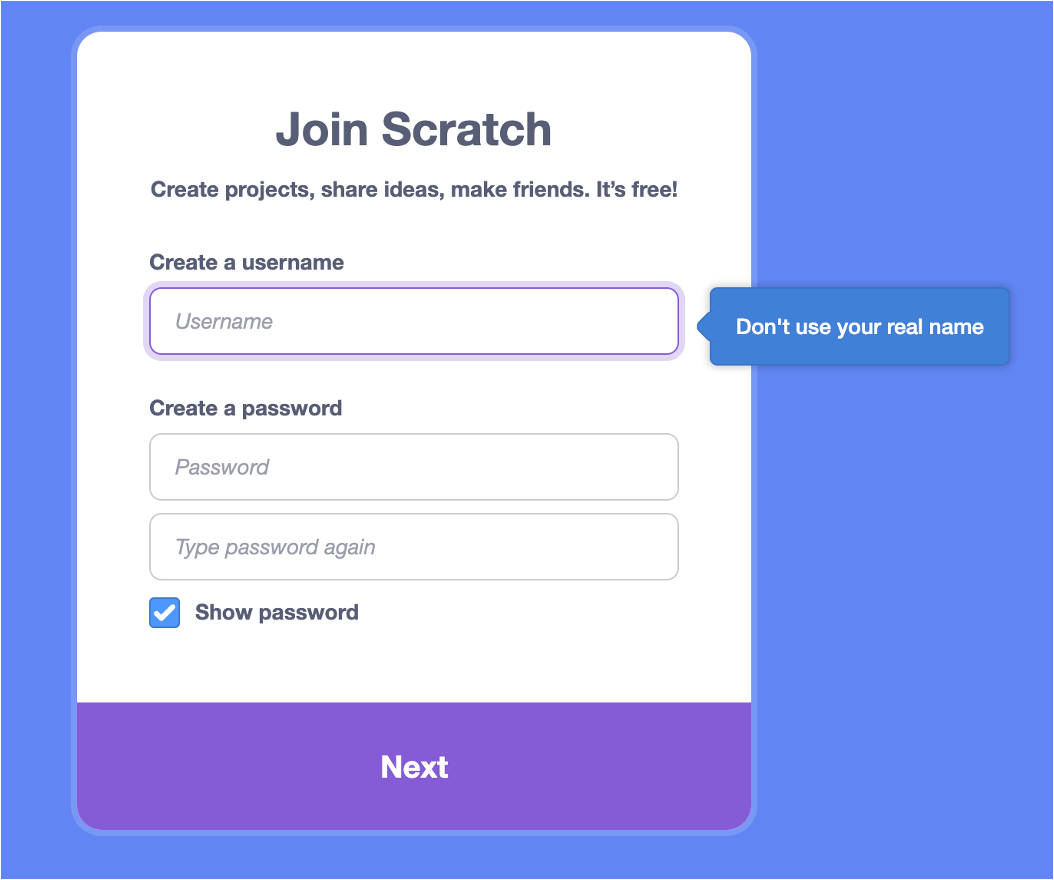 Join Scratch
Create projects, share ideas, make friends. It’s free!
Create a username
Username
Don't use your real name
Create a password
Password
Type password again
Show password
Next